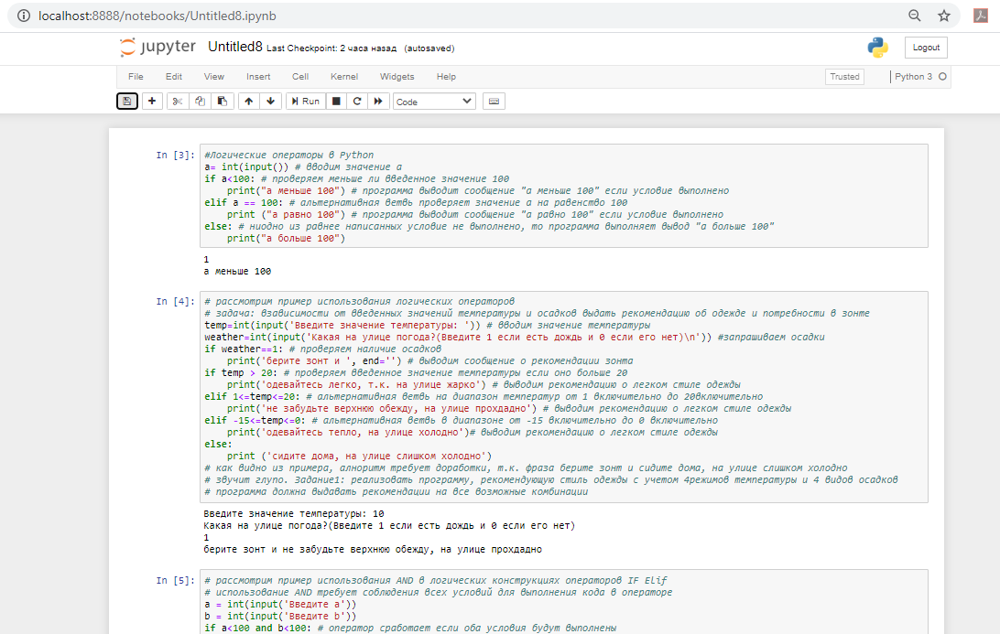 localhost:8888/notebooks/Untitled8.ipynb
jupyter Untitled8 Last Checkpoint: 2 часа назад (autosaved) Logout
File Edit View Insert Cell Kernel Widgets Help Trusted Python 3
Run Code
In [3]: #Логические операторы в Python
a= int(input()) # вводим значение а
if a<100: # проверяем меньше ли введенное значение 100
print("а меньше 100") # программа выводит сообщение "а меньше 100" если условие выполнено
elif a == 100: # альтернативная ветвь проверяет значение а на равенство 100
print ("а равно 100") # программа выводит сообщение "а равно 100" если условие выполнено
else: # ниодно из равнее написанных условие не выполнено, то программа выполняет вывод "а больше 100"
print("а больше 100")
1
а меньше 100
In [4]: # рассмотрим пример использования логических операторов
# задача: взависимости от введенных значений температуры и осадков выдать рекомендацию об одежде и потребности в зонте
temp=int(input('Введите значение температуры: ')) # вводим значение температуры
weather=int(input('Какая на улице погода?(Введите 1 если есть дождь и 0 если его нет)\n')) #запрашиваем осадки
if weather==1: # проверяем наличие осадков
print('берите зонт и ', end='') # выводим сообщение о рекомендации зонта
if temp > 20: # проверяем введенное значение температуры если оно больше 20
print('одевайтесь легко, т.к. на улице жарко') # выводим рекомендацию о легком стиле одежды
elif 1<=temp<=20: # альтернативная ветвь на диапазон температур от 1 включительно до 20включительно
print('не забудьте верхнюю обежду, на улице прохдадно') # выводим рекомендацию о легком стиле одежды
elif -15<=temp<=0: # альтернативная ветвь в диапазоне от -15 включительно до 0 включительно
print('одевайтесь тепло, на улице холодно')# выводим рекомендацию о легком стиле одежды
else:
print ('сидите дома, на улице слишком холодно')
# как видно из примера, алноритм требует доработки, т.к. фраза берите зонт и сидите дома, на улице слишком холодно
# звучит глупо. Задание1: реализовать программу, рекомендующую стиль одежды с учетом 4режимов температуры и 4 видов осадков
# программа должна выдавать рекомендации на все возможные комбинации
Введите значение температуры: 10
Какая на улице погода?(Введите 1 если есть дождь и 0 если его нет)
1
берите зонт и не забудьте верхнюю обежду, на улице прохдадно
In [5]: # рассмотрим пример использования AND в логических конструкциях операторов IF Elif
# использование AND требует соблюдения всех условий для выполнения кода в операторе
a = int(input('Введите a'))
b = int(input('Введите b'))
if a<100 and b<100: # оператор сработает если оба условия будут выполнены